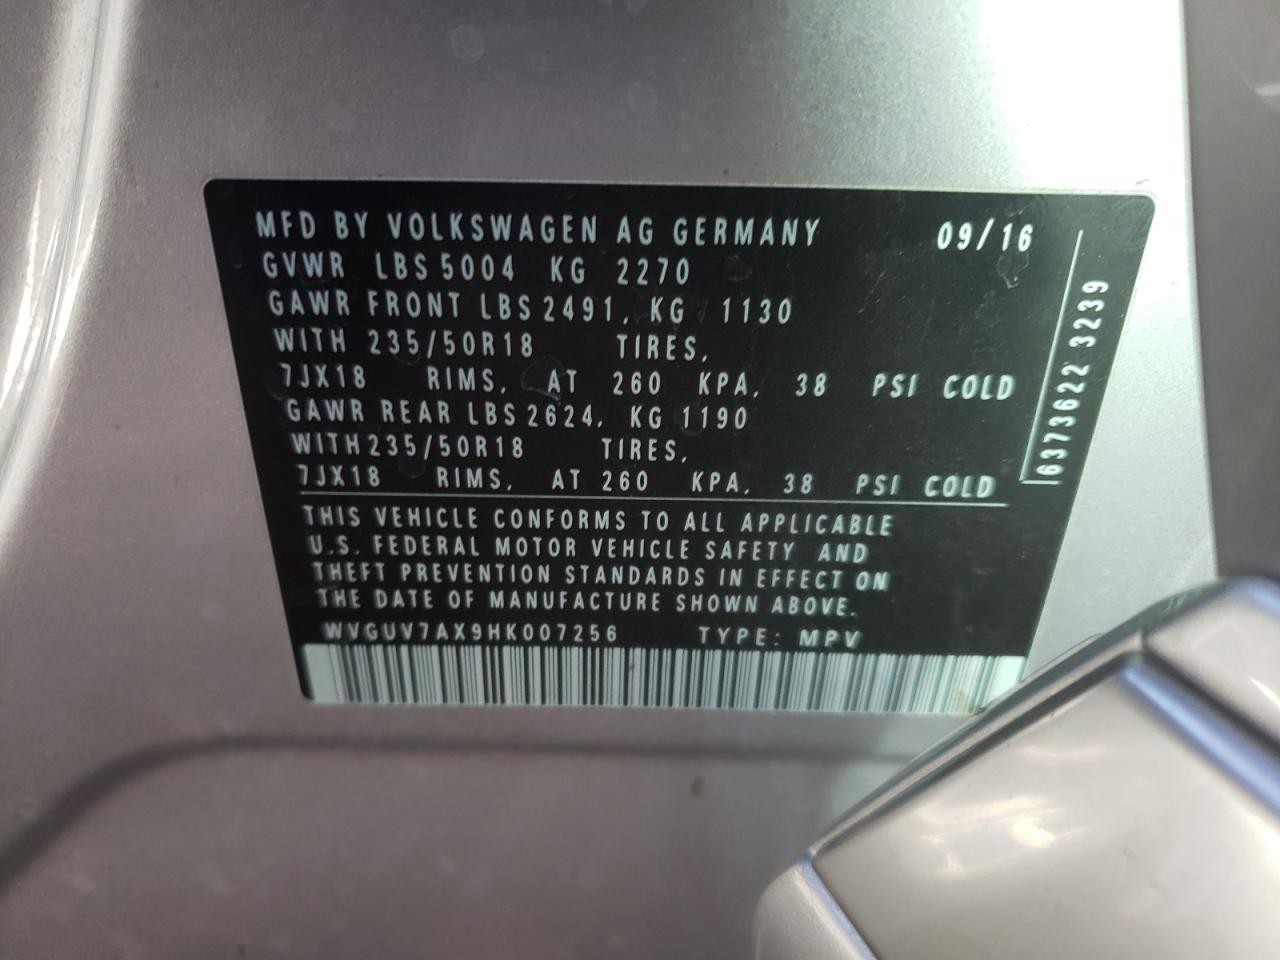 MFD BY VOLKSWAGEN AG GERMANY 09/16
GVWR LBS 5004 KG 2270
GAWR FRONT LBS 2491, KG 1130
WITH 235/50R18 TIRES,
7JX18 RIMS, AT 260 KPA, 38 PSI COLD
GAWR REAR LBS 2624, KG 1190
WITH 235/50R18 TIRES,
7JX18 RIMS, AT 260 KPA, 38 PSI COLD
THIS VEHICLE CONFORMS TO ALL APPLICABLE
U.S. FEDERAL MOTOR VEHICLE SAFETY AND
THEFT PREVENTION STANDARDS IN EFFECT ON
THE DATE OF MANUFACTURE SHOWN ABOVE.
WVGUV7AX9HK007256 TYPE: MPV
6373622 3239